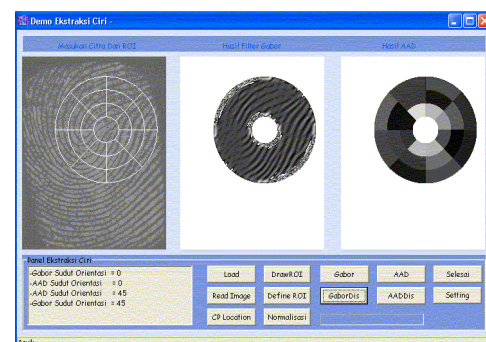 Demo Ekstraksi Ciri -
Masukan Citra Dan ROI
Hasil Filter Gabor
Hasil AAD
Panel Ekstraksi Ciri
-Gabor Sudut Orientasi = 0
-AAD Sudut Orientasi = 0
-AAD Sudut Orientasi = 45
-Gabor Sudut Orientasi = 45
Load DrawROI Gabor AAD Selesai
Read Image Define ROI GaborDis AADDis Setting
CP Location Normalisasi